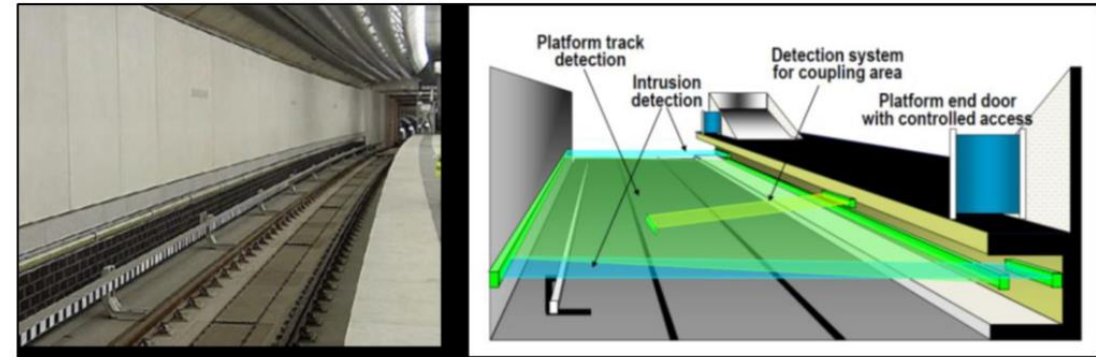 Platform track
detection
Intrusion
detection
Detection system
for coupling area
Platform end door
with controlled access